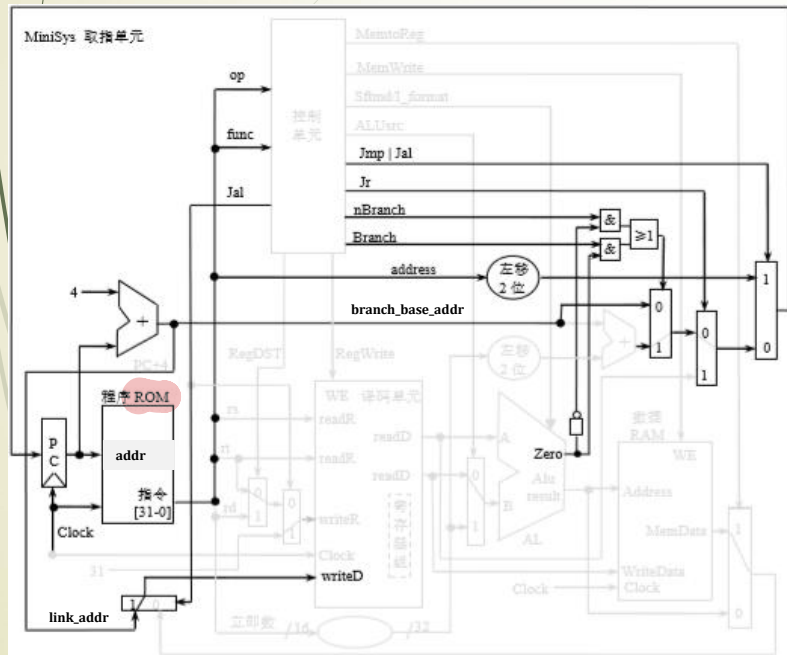 MiniSys 取指单元
MemtoReg
MemWrite
Sftmd/I_format
ALUsrc
op
控制
单元
func
Jmp | Jal
Jr
Jal
nBranch
Branch
&
&
≥1
address
左移
2 位
1
0
4
+
branch_base_addr
0
1
0
1
PC+4
RegDST
RegWrite
左移
2 位
+
程序 ROM
WE 译码单元
数据
RAM
WE
rs
readR
readD
A
Zero
P
C
addr
rt
readR
readD
0
1
B
Alu
result
AL
Address
指令
[31-0]
0
1
0
1
rd
writeR
寄存器组
MemData
1
0
Clock
31
Clock
WriteData
Clock
Clock
writeD
link_addr
1
0
立即数
/16
/32